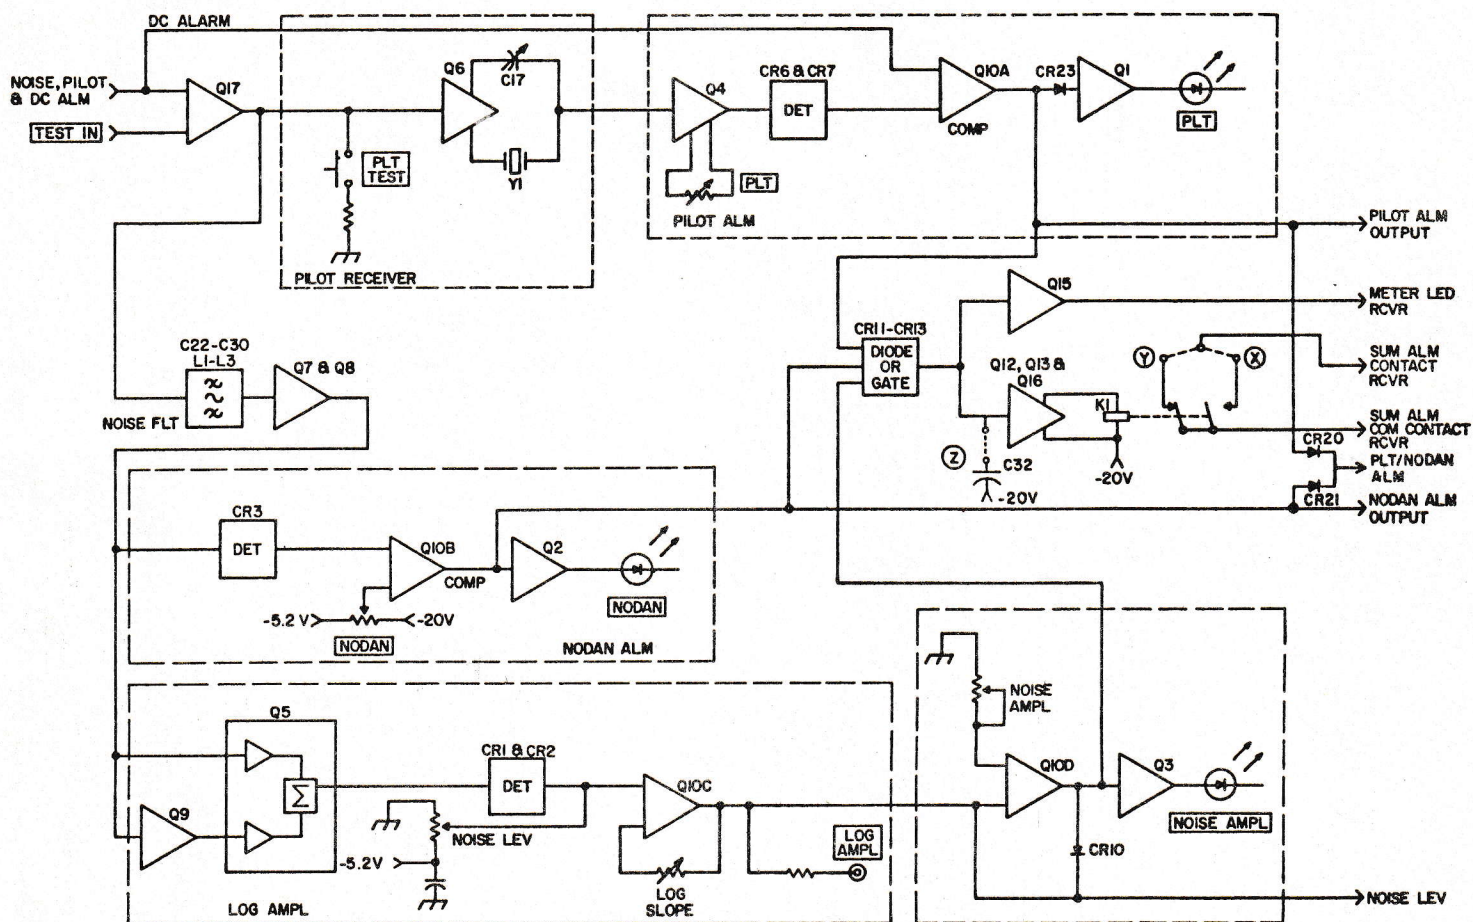 DC ALARM
NOISE, PILOT
& DC ALM
Q17
TEST IN
PLT
TEST
Q6
C17
Y1
PILOT RECEIVER
Q4
CR6 & CR7
DET
PLT
PILOT ALM
Q10A
COMP
CR23
Q1
PLT
PILOT ALM
OUTPUT
Q15
METER LED
RCVR
CR11-CR13
DIODE
OR
GATE
Q12, Q13 &
Q16
K1
-20V
Z
C32
-20V
Y
X
SUM ALM
CONTACT
RCVR
SUM ALM
COM CONTACT
RCVR
CR20
PLT/NODAN
ALM
CR21
NODAN ALM
OUTPUT
C22-C30
L1-L3
NOISE FLT
Q7 & Q8
CR3
DET
Q10B
COMP
Q2
NODAN
-5.2 V
-20V
NODAN
NODAN ALM
Q5
Σ
Q9
CR1 & CR2
DET
NOISE LEV
-5.2V
Q10C
LOG
SLOPE
LOG
AMPL
LOG AMPL
NOISE
AMPL
Q10D
Q3
NOISE AMPL
CR10
NOISE LEV